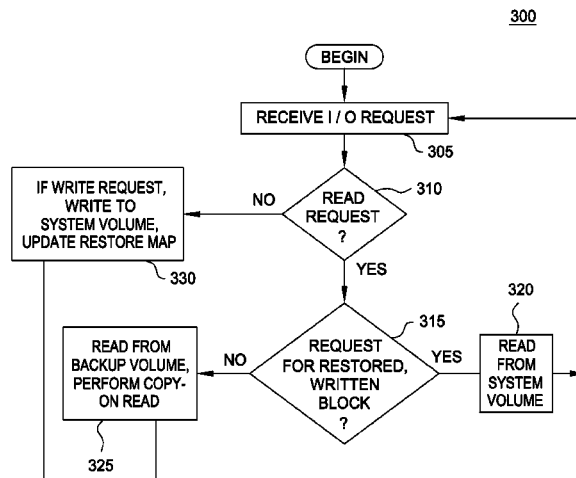 300
BEGIN
RECEIVE I / O REQUEST
305
310
READ
REQUEST
?
NO
YES
IF WRITE REQUEST,
WRITE TO
SYSTEM VOLUME,
UPDATE RESTORE MAP
330
315
REQUEST
FOR RESTORED,
WRITTEN
BLOCK
?
NO
YES
320
READ
FROM
SYSTEM
VOLUME
READ FROM
BACKUP VOLUME,
PERFORM COPY-
ON READ
325